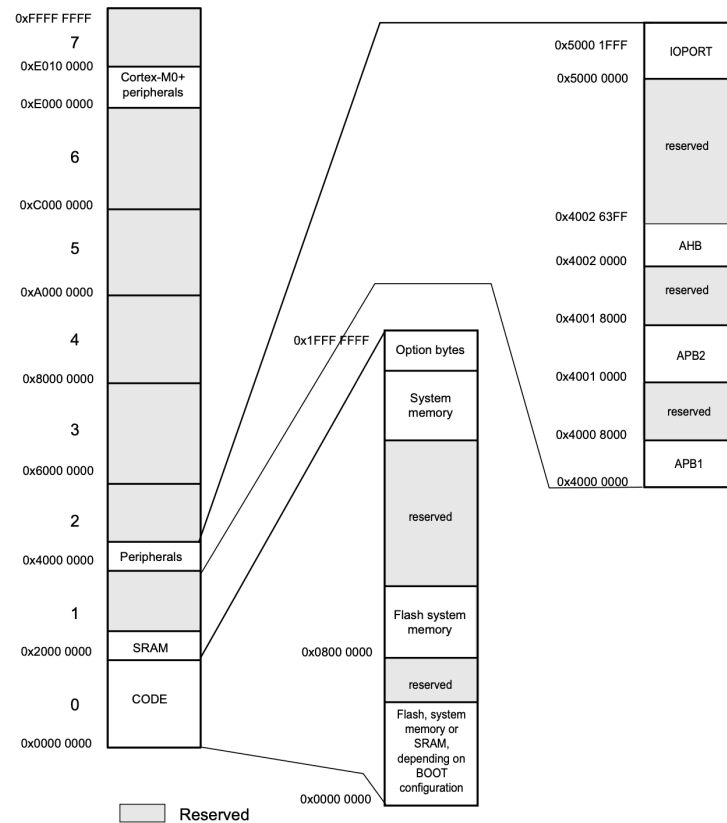 0xFFFF FFFF
7
0xE010 0000
Cortex-M0+
peripherals
0xE000 0000
6
0xC000 0000
5
0xA000 0000
4
0x8000 0000
3
0x6000 0000
2
0x4000 0000
Peripherals
1
0x2000 0000
SRAM
0
CODE
0x0000 0000
Reserved
0x1FFF FFFF
Option bytes
System
memory
reserved
Flash system
memory
0x0800 0000
reserved
Flash, system
memory or
SRAM,
depending on
BOOT
configuration
0x0000 0000
0x5000 1FFF
IOPORT
0x5000 0000
reserved
0x4002 63FF
AHB
0x4002 0000
reserved
0x4001 8000
APB2
0x4001 0000
reserved
0x4000 8000
APB1
0x4000 0000